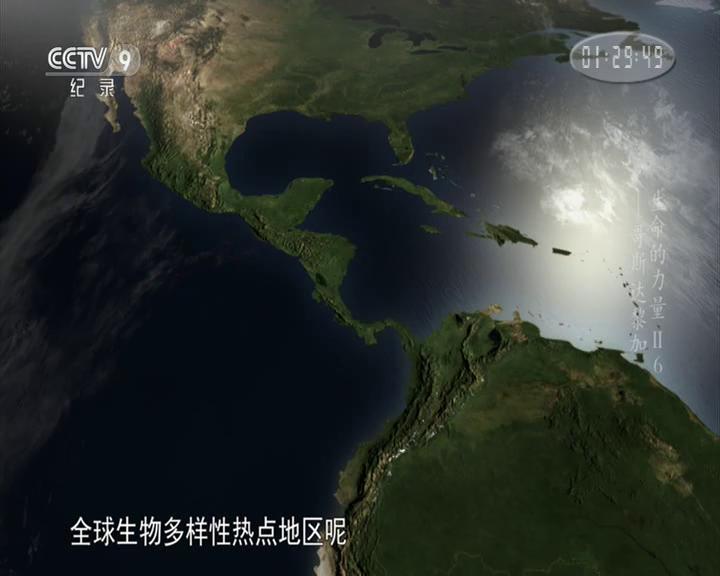 CCTV 9
纪录
01:29:49
生命的力量 II 6
——哥斯达黎加
全球生物多样性热点地区呢